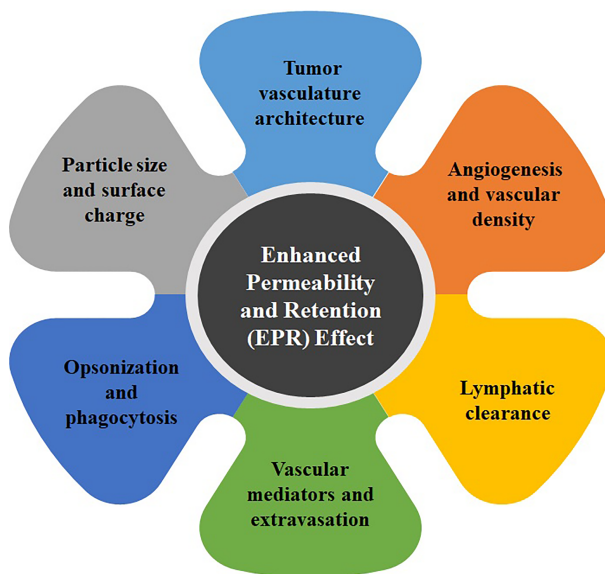 Tumor
vasculature
architecture
Particle size
and surface
charge
Angiogenesis
and vascular
density
Enhanced
Permeability
and Retention
(EPR) Effect
Opsonization
and
phagocytosis
Lymphatic
clearance
Vascular
mediators and
extravasation